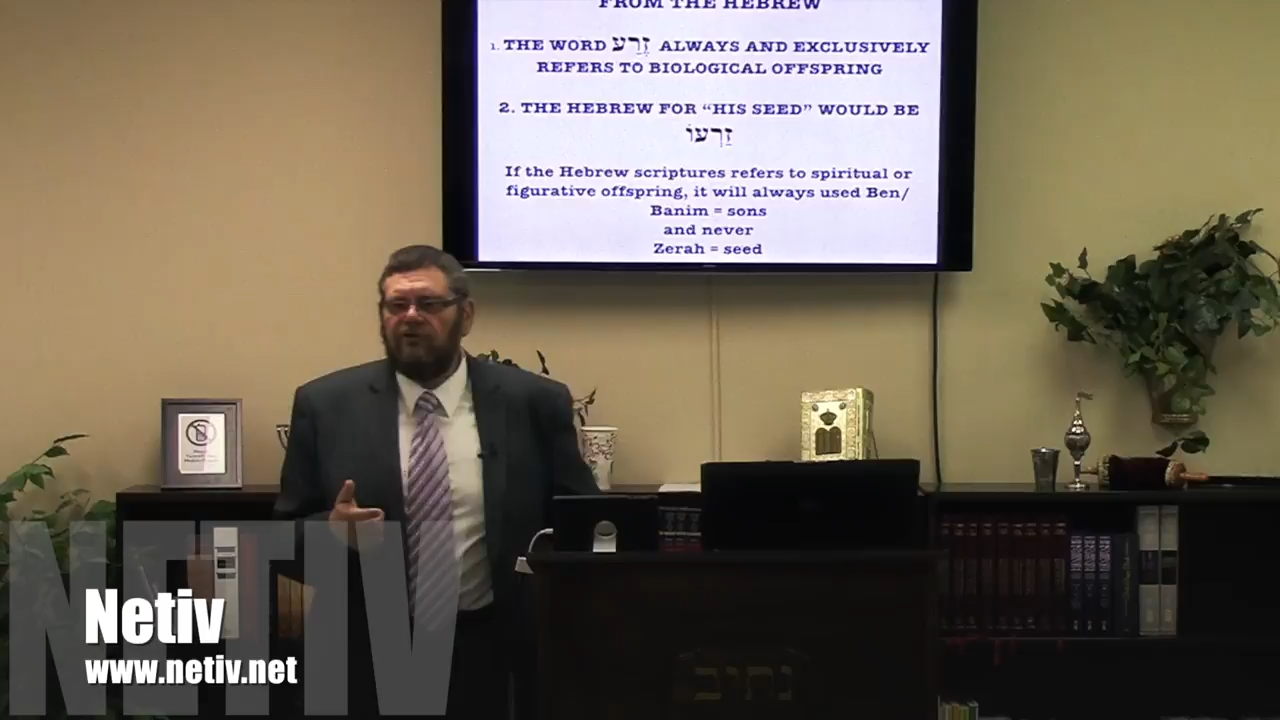 FROM THE HEBREW
1. THE WORD זֶרַע ALWAYS AND EXCLUSIVELY
REFERS TO BIOLOGICAL OFFSPRING
2. THE HEBREW FOR “HIS SEED” WOULD BE
זַרְעוֹ
If the Hebrew scriptures refers to spiritual or
figurative offspring, it will always used Ben/
Banim = sons
and never
Zerah = seed
NETIV
Netiv
www.netiv.net
נתיב